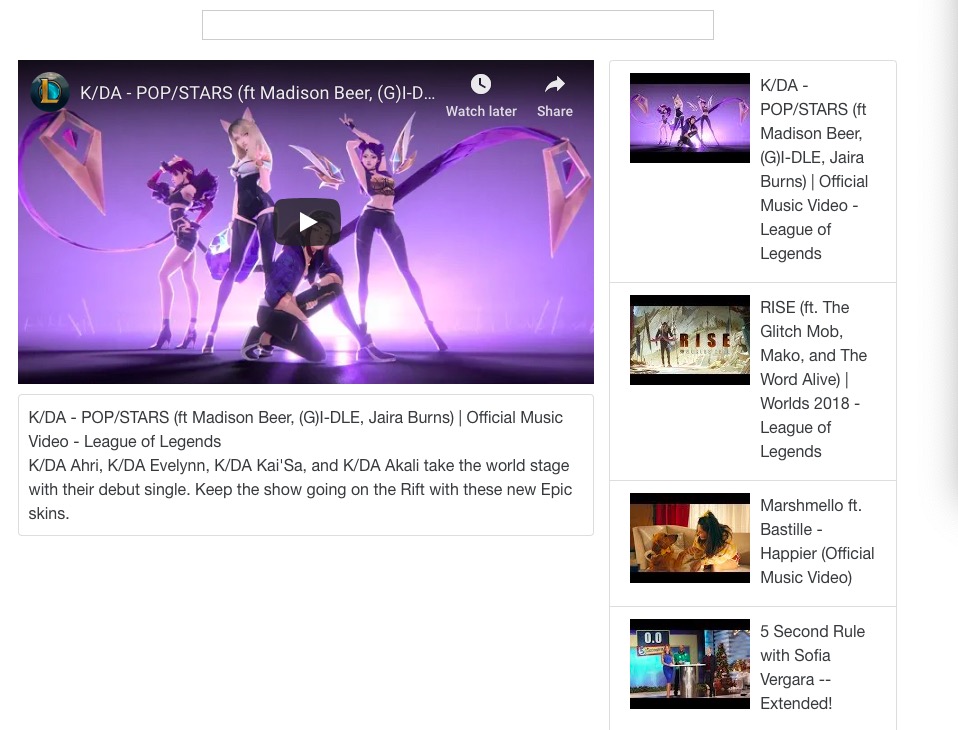 K/DA - POP/STARS (ft Madison Beer, (G)I-D...
Watch later
Share
K/DA - POP/STARS (ft Madison Beer, (G)I-DLE, Jaira Burns) | Official Music
Video - League of Legends
K/DA Ahri, K/DA Evelynn, K/DA Kai'Sa, and K/DA Akali take the world stage
with their debut single. Keep the show going on the Rift with these new Epic
skins.
K/DA -
POP/STARS (ft
Madison Beer,
(G)I-DLE, Jaira
Burns) | Official
Music Video -
League of
Legends
RISE
RISE (ft. The
Glitch Mob,
Mako, and The
Word Alive) |
Worlds 2018 -
League of
Legends
Marshmello ft.
Bastille -
Happier (Official
Music Video)
0.0
5 Second Rule
with Sofia
Vergara --
Extended!